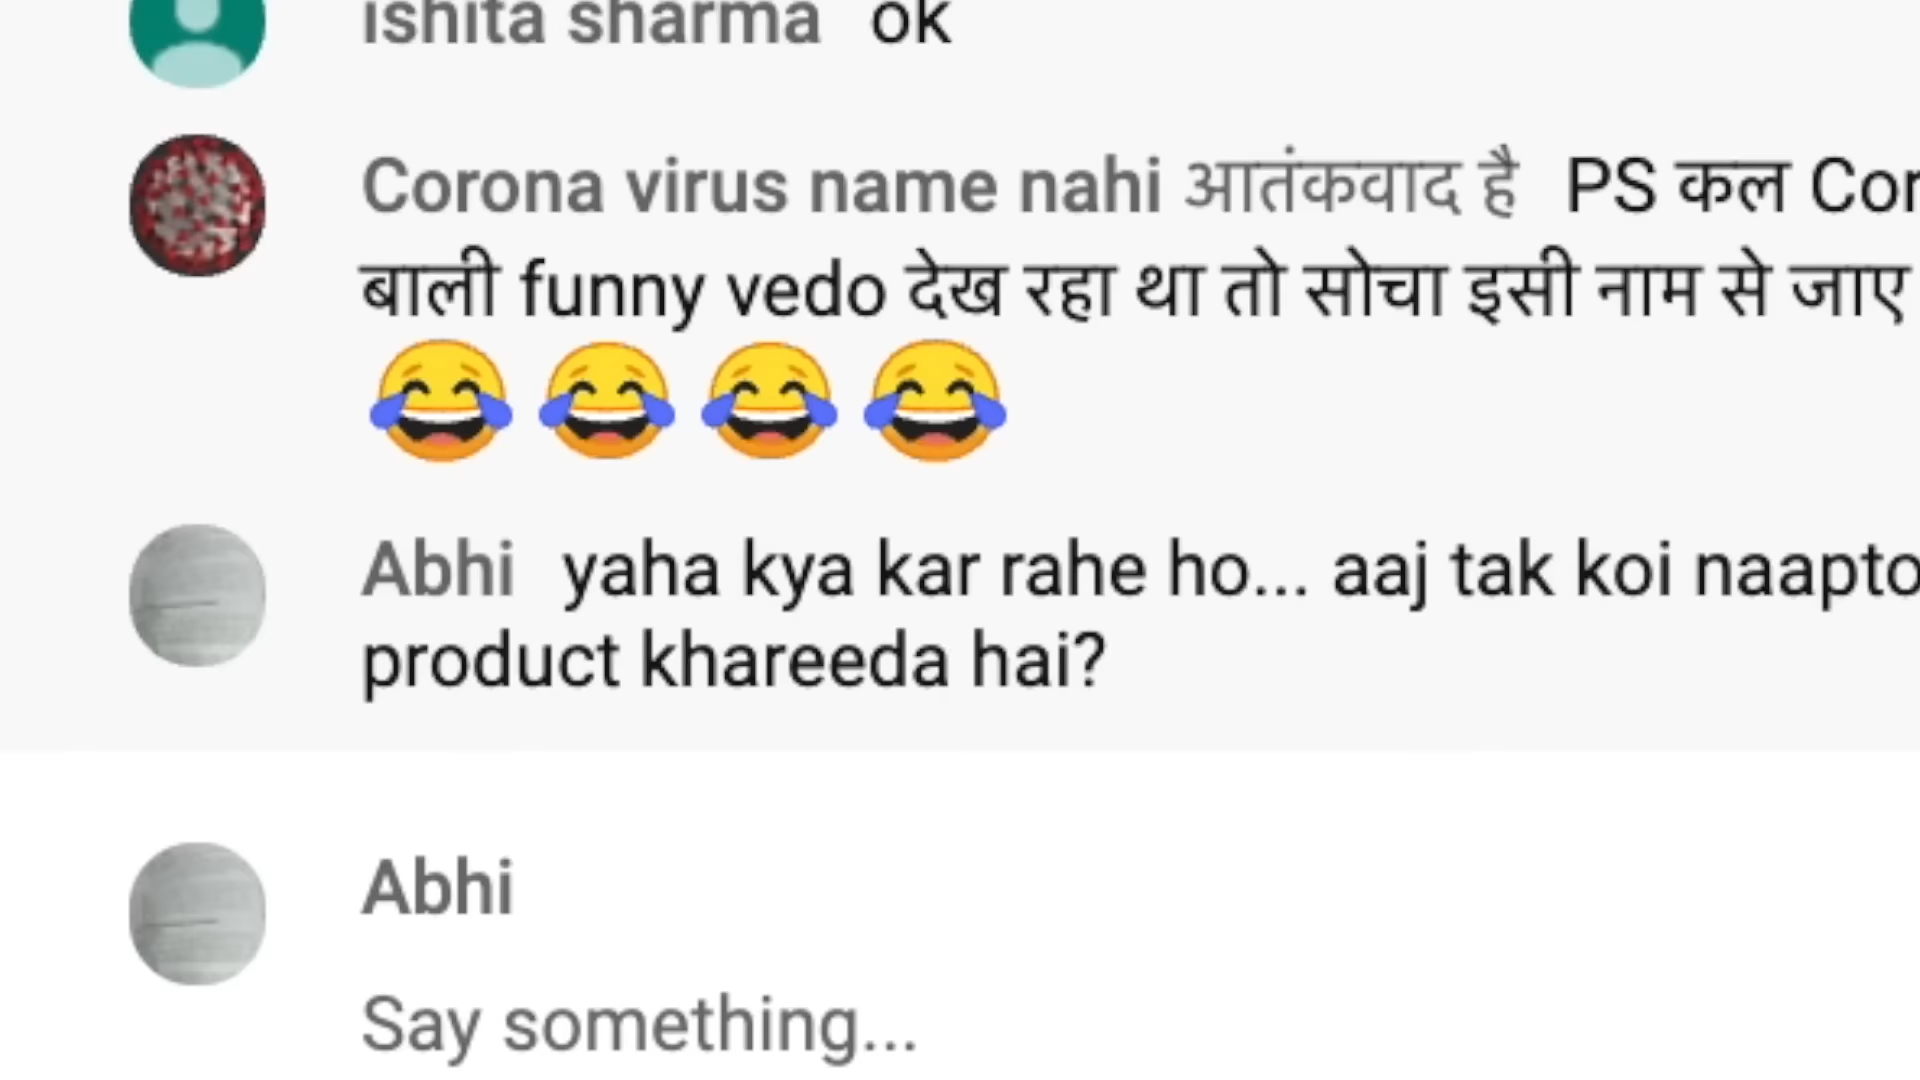 ishita sharma ok
Corona virus name nahi आतंकवाद है PS कल Cor
बाली funny vedo देख रहा था तो सोचा इसी नाम से जाए
😂 😂 😂 😂
Abhi yaha kya kar rahe ho... aaj tak koi naapto
product khareeda hai?
Abhi
Say something...